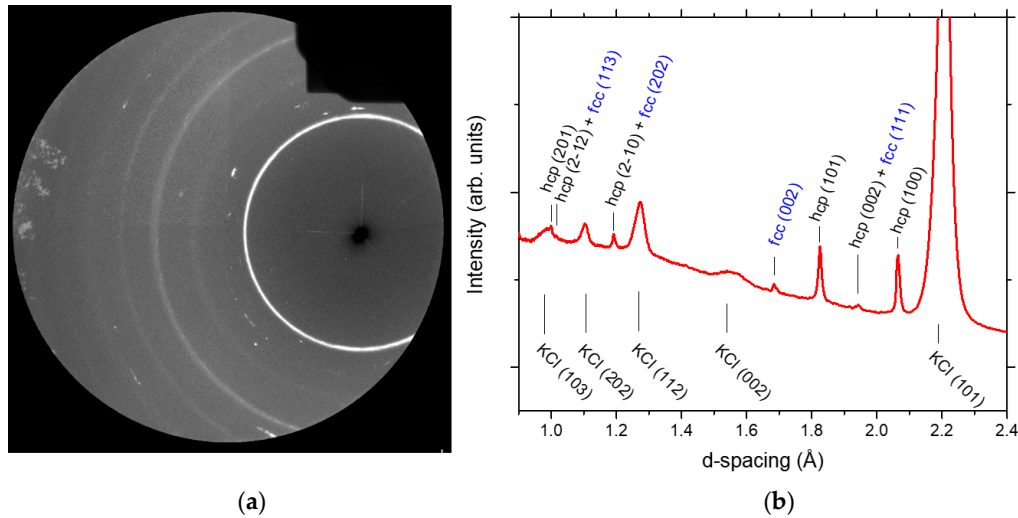 hcp (201)
hcp (2-12) + fcc (113)
hcp (2-10) + fcc (202)
fcc (002)
hcp (101)
hcp (002) + fcc (111)
hcp (100)
Intensity (arb. units)
KCl (103)
KCl (202)
KCl (112)
KCl (002)
KCl (101)
1.0 1.2 1.4 1.6 1.8 2.0 2.2 2.4
d-spacing (Å)
(a) (b)